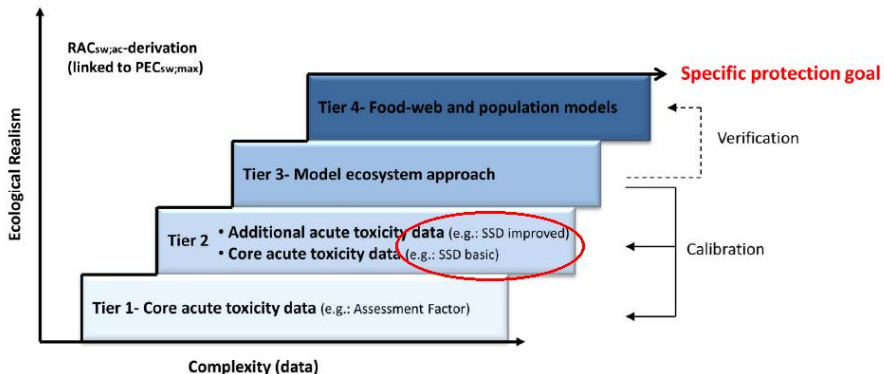 RACsw;ac-derivation
(linked to PECsw;max)
Specific protection goal
Tier 4- Food-web and population models
Verification
Tier 3- Model ecosystem approach
Tier 2 • Additional acute toxicity data (e.g.: SSD improved)
• Core acute toxicity data (e.g.: SSD basic)
Calibration
Tier 1- Core acute toxicity data (e.g.: Assessment Factor)
Ecological Realism
Complexity (data)